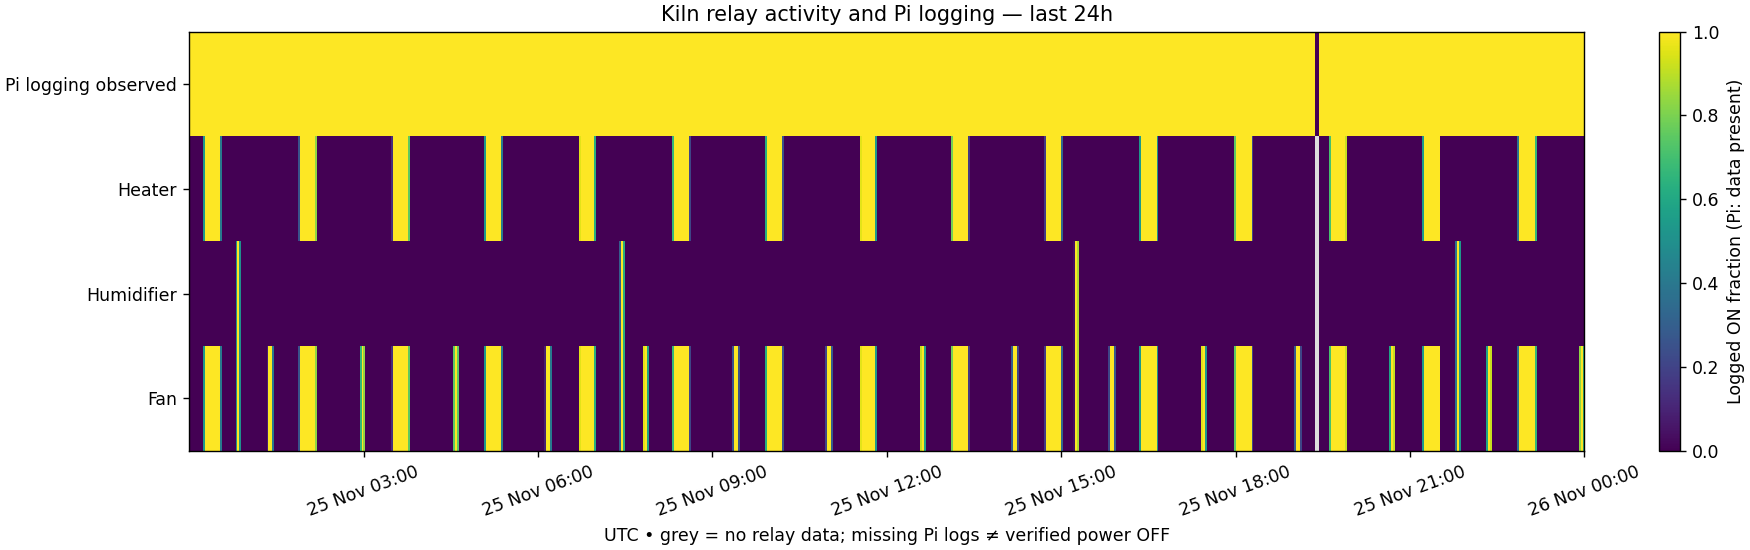 Kiln relay activity and Pi logging — last 24h
Pi logging observed
Heater
Humidifier
Fan
25 Nov 03:00
25 Nov 06:00
25 Nov 09:00
25 Nov 12:00
25 Nov 15:00
25 Nov 18:00
25 Nov 21:00
26 Nov 00:00
UTC • grey = no relay data; missing Pi logs ≠ verified power OFF
1.0
0.8
0.6
0.4
0.2
0.0
Logged ON fraction (Pi: data present)